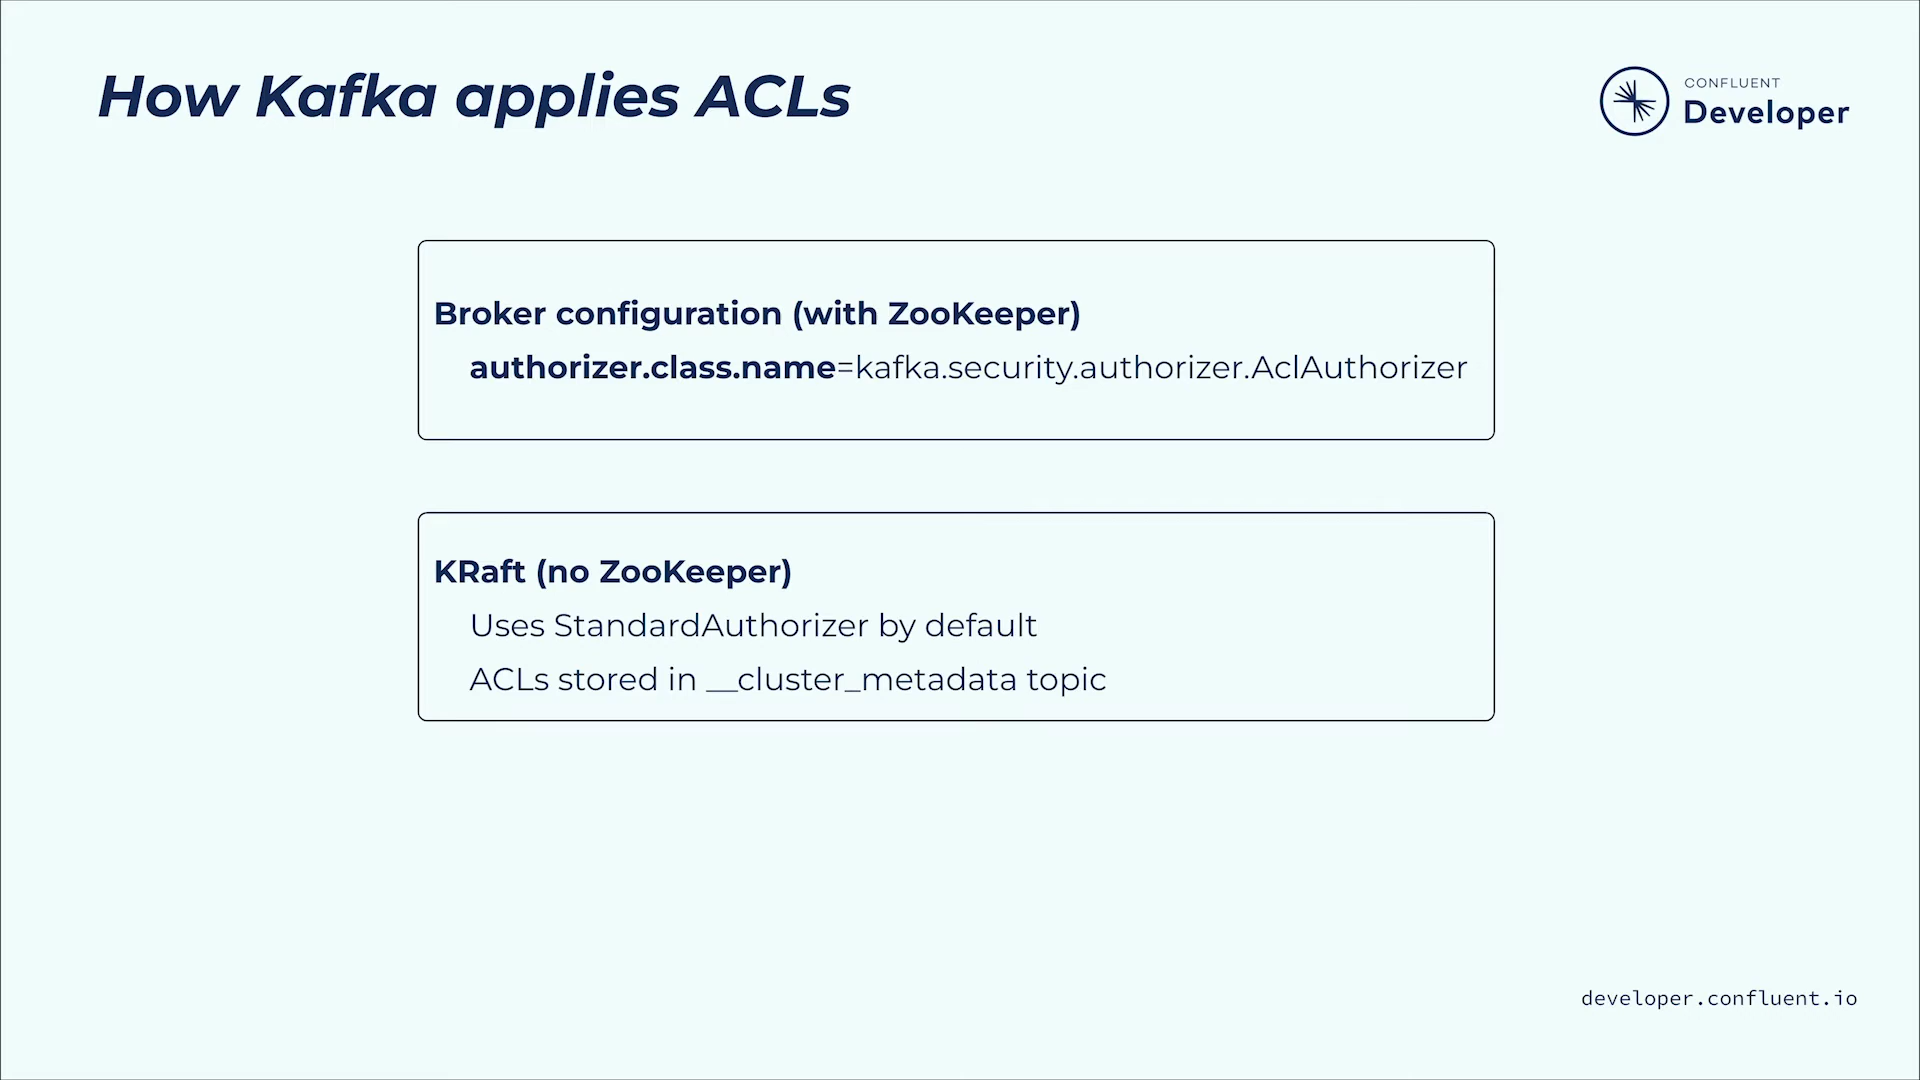 How Kafka applies ACLs
CONFLUENT
Developer
Broker configuration (with ZooKeeper)
authorizer.class.name=kafka.security.authorizer.AclAuthorizer
KRaft (no ZooKeeper)
Uses StandardAuthorizer by default
ACLs stored in __cluster_metadata topic
developer.confluent.io